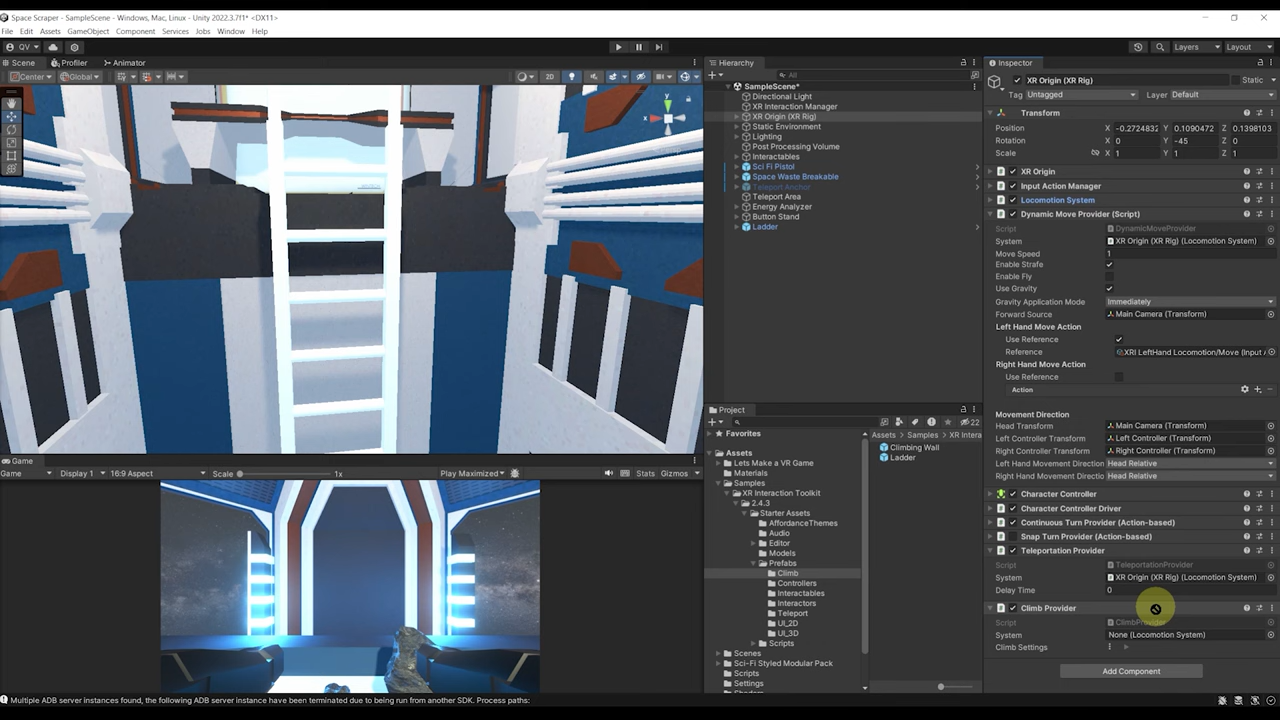 Space Scraper - SampleScene - Windows, Mac, Linux - Unity 2022.3.7f1* <DX11>
File Edit Assets GameObject Component Services Jobs Window Help
QV Layers Layout
Scene Profiler Animator
Center Global 2D
y
x
Game
Game Display 1 16:9 Aspect Scale 1x Play Maximized Stats Gizmos
Hierarchy
All
SampleScene*
Directional Light
XR Interaction Manager
XR Origin (XR Rig)
Static Environment
Lighting
Post Processing Volume
Interactables
Sci Fi Pistol
Space Waste Breakable
Teleport Anchor
Teleport Area
Energy Analyzer
Button Stand
Ladder
Project
22
Favorites
Assets
Lets Make a VR Game
Materials
Samples
XR Interaction Toolkit
2.4.3
Starter Assets
AffordanceThemes
Audio
Editor
Models
Prefabs
Climb
Controllers
Interactables
Interactors
Teleport
UI_2D
UI_3D
Scripts
Scenes
Sci-Fi Styled Modular Pack
Scripts
Settings
Assets Samples XR Intera
Climbing Wall
Ladder
Inspector
XR Origin (XR Rig) Static
Tag Untagged Layer Default
Transform
Position X -0.2724832 Y 0.1090472 Z 0.1398103
Rotation X 0 Y -45 Z 0
Scale X 1 Y 1 Z 1
XR Origin
Input Action Manager
Locomotion System
Dynamic Move Provider (Script)
Script DynamicMoveProvider
System XR Origin (XR Rig) (Locomotion System)
Move Speed 1
Enable Strafe
Enable Fly
Use Gravity
Gravity Application Mode Immediately
Forward Source Main Camera (Transform)
Left Hand Move Action
Use Reference
Reference XRI LeftHand Locomotion/Move (Input A
Right Hand Move Action
Use Reference
Action
Movement Direction
Head Transform Main Camera (Transform)
Left Controller Transform Left Controller (Transform)
Right Controller Transform Right Controller (Transform)
Left Hand Movement Direction Head Relative
Right Hand Movement Directio Head Relative
Character Controller
Character Controller Driver
Continuous Turn Provider (Action-based)
Snap Turn Provider (Action-based)
Teleportation Provider
Script TeleportationProvider
System XR Origin (XR Rig) (Locomotion System)
Delay Time 0
Climb Provider
Script ClimbProvider
System None (Locomotion System)
Climb Settings
Add Component
Multiple ADB server instances found, the following ADB server instance have been terminated due to being run from another SDK. Process paths: